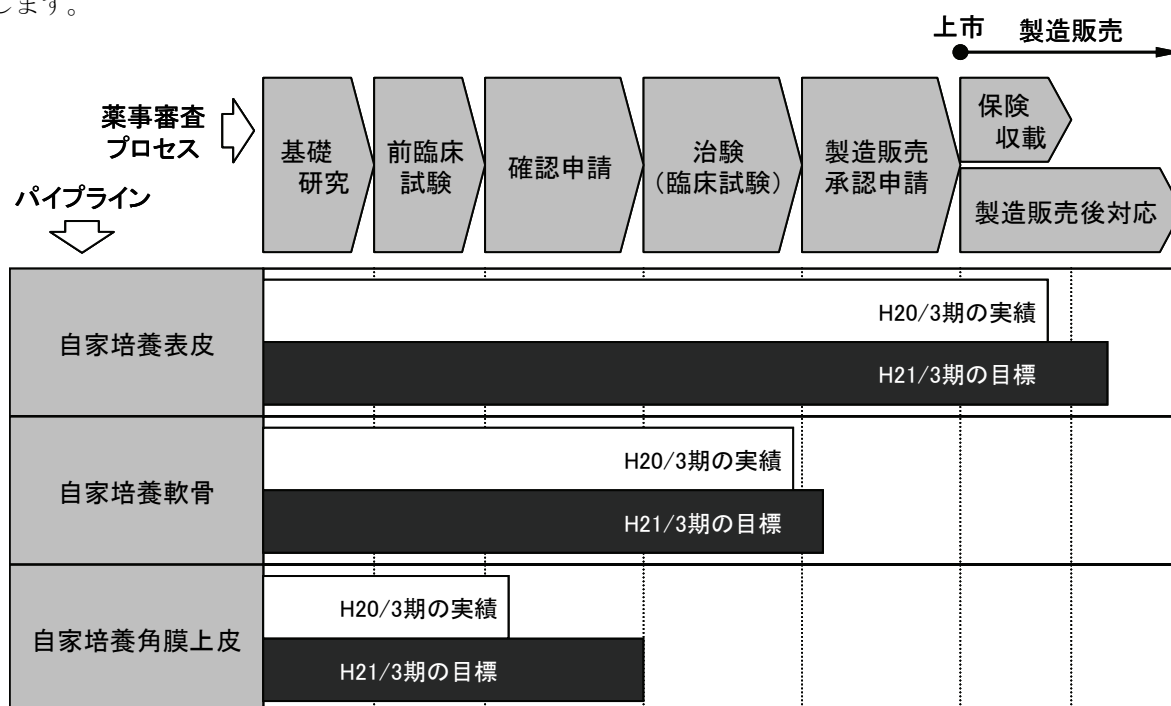 します。
上市 製造販売
薬事審査
プロセス
基礎
研究
前臨床
試験
確認申請
治験
(臨床試験)
製造販売
承認申請
保険
収載
製造販売後対応
パイプライン
自家培養表皮
H20/3期の実績
H21/3期の目標
自家培養軟骨
H20/3期の実績
H21/3期の目標
自家培養角膜上皮
H20/3期の実績
H21/3期の目標